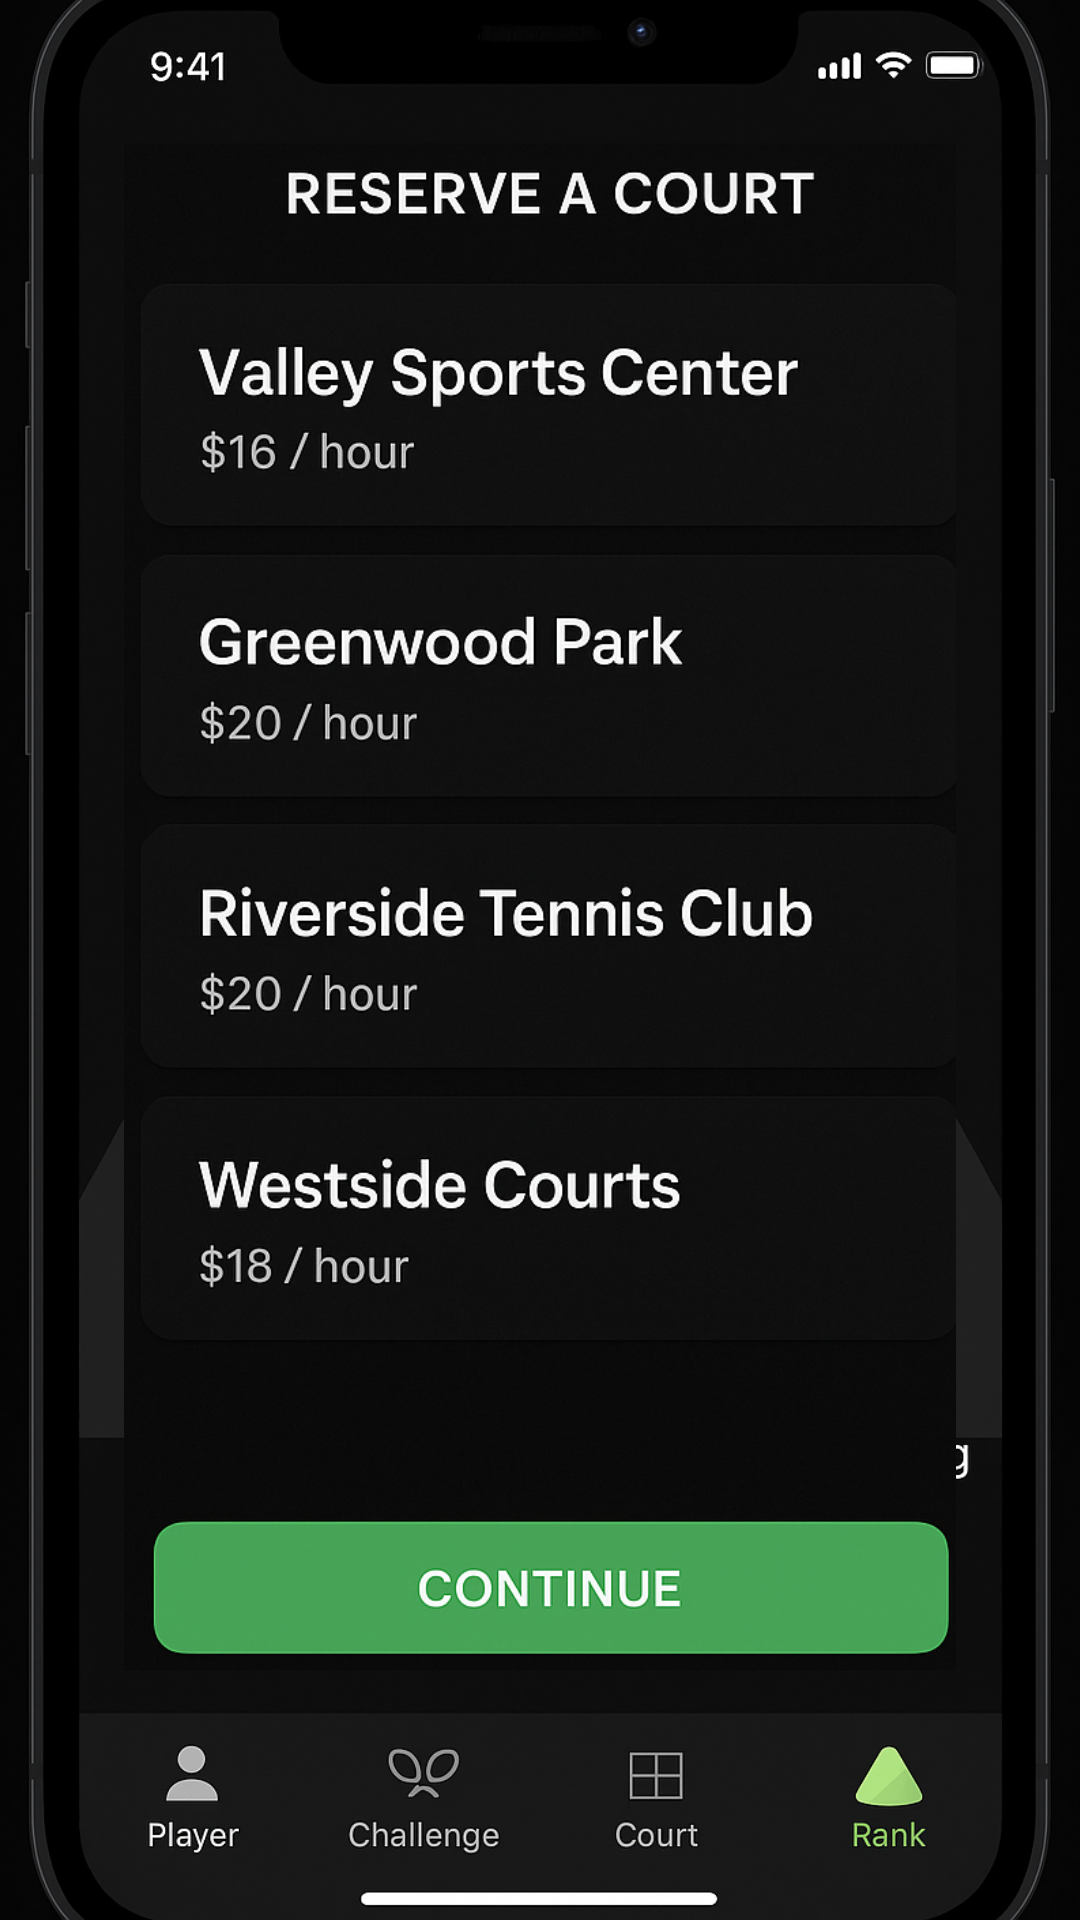 9:41
RESERVE A COURT
Valley Sports Center
$16 / hour
Greenwood Park
$20 / hour
Riverside Tennis Club
$20 / hour
Westside Courts
$18 / hour
g
CONTINUE
Player
Challenge
Court
Rank